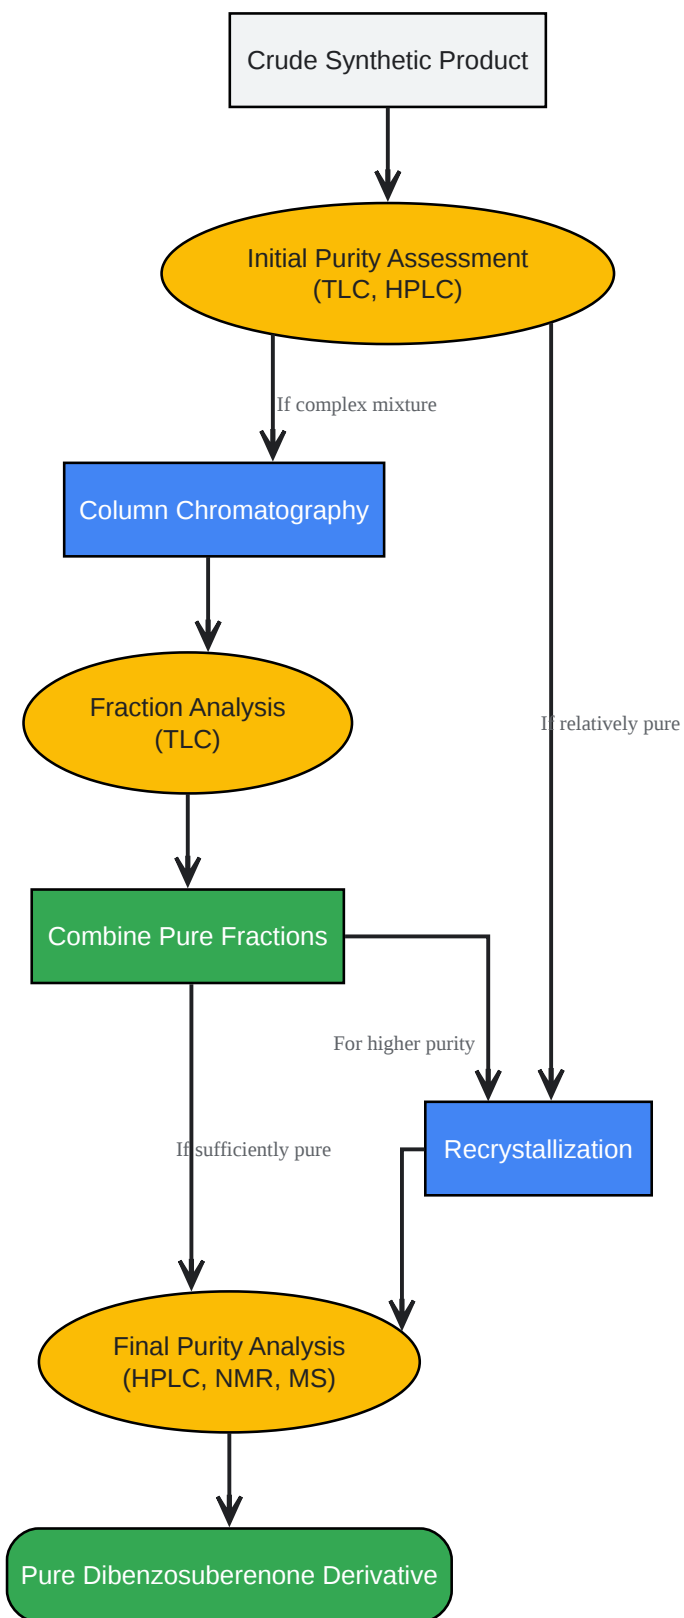 Crude Synthetic Product
Initial Purity Assessment
(TLC, HPLC)
If complex mixture
Column Chromatography
Fraction Analysis
(TLC)
If relatively pure
Combine Pure Fractions
For higher purity
Recrystallization
If sufficiently pure
Final Purity Analysis
(HPLC, NMR, MS)
Pure Dibenzosuberenone Derivative